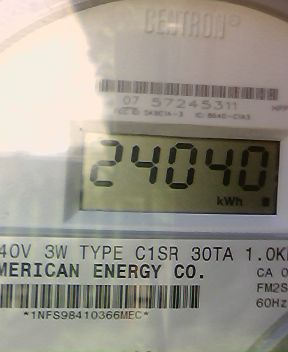 CENTRON®
07 57245311
24040
kWh
40V 3W TYPE C1SR 30TA 1.0K
MERICAN ENERGY CO.
CA 0
FM2S
60Hz
*1NFS98410366MEC*